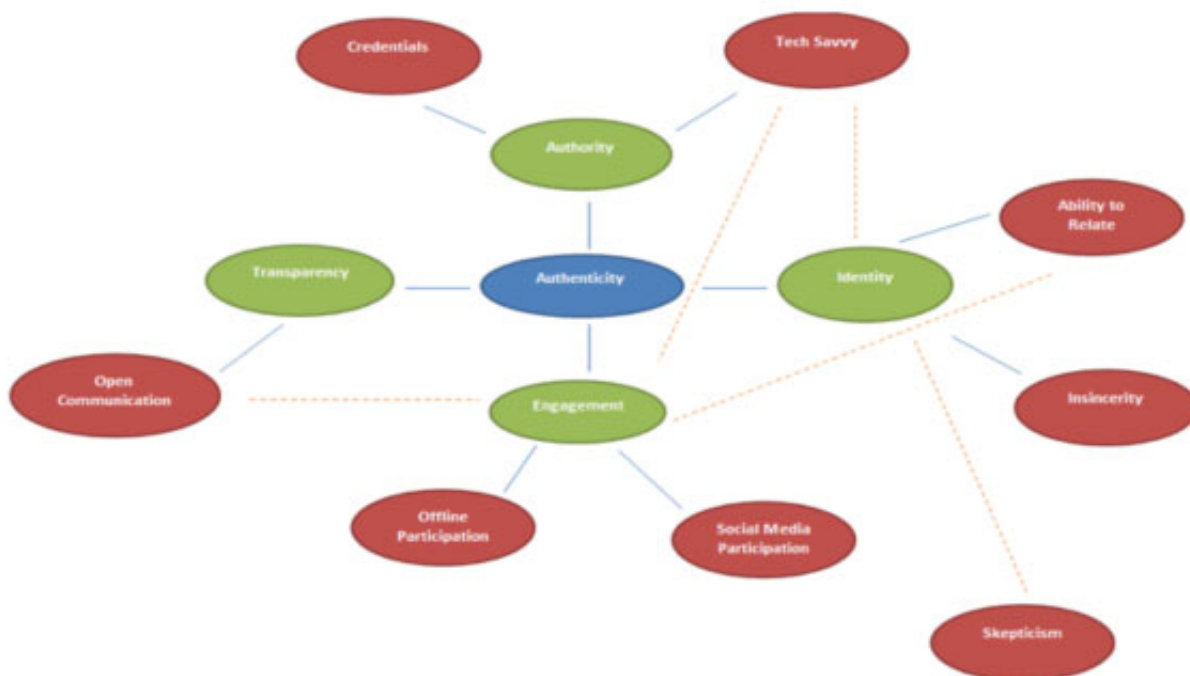 Credentials
Tech Savvy
Authority
Ability to
Relate
Transparency
Authenticity
Identity
Open
Communication
Engagement
Insincerity
Offline
Participation
Social Media
Participation
Skepticism